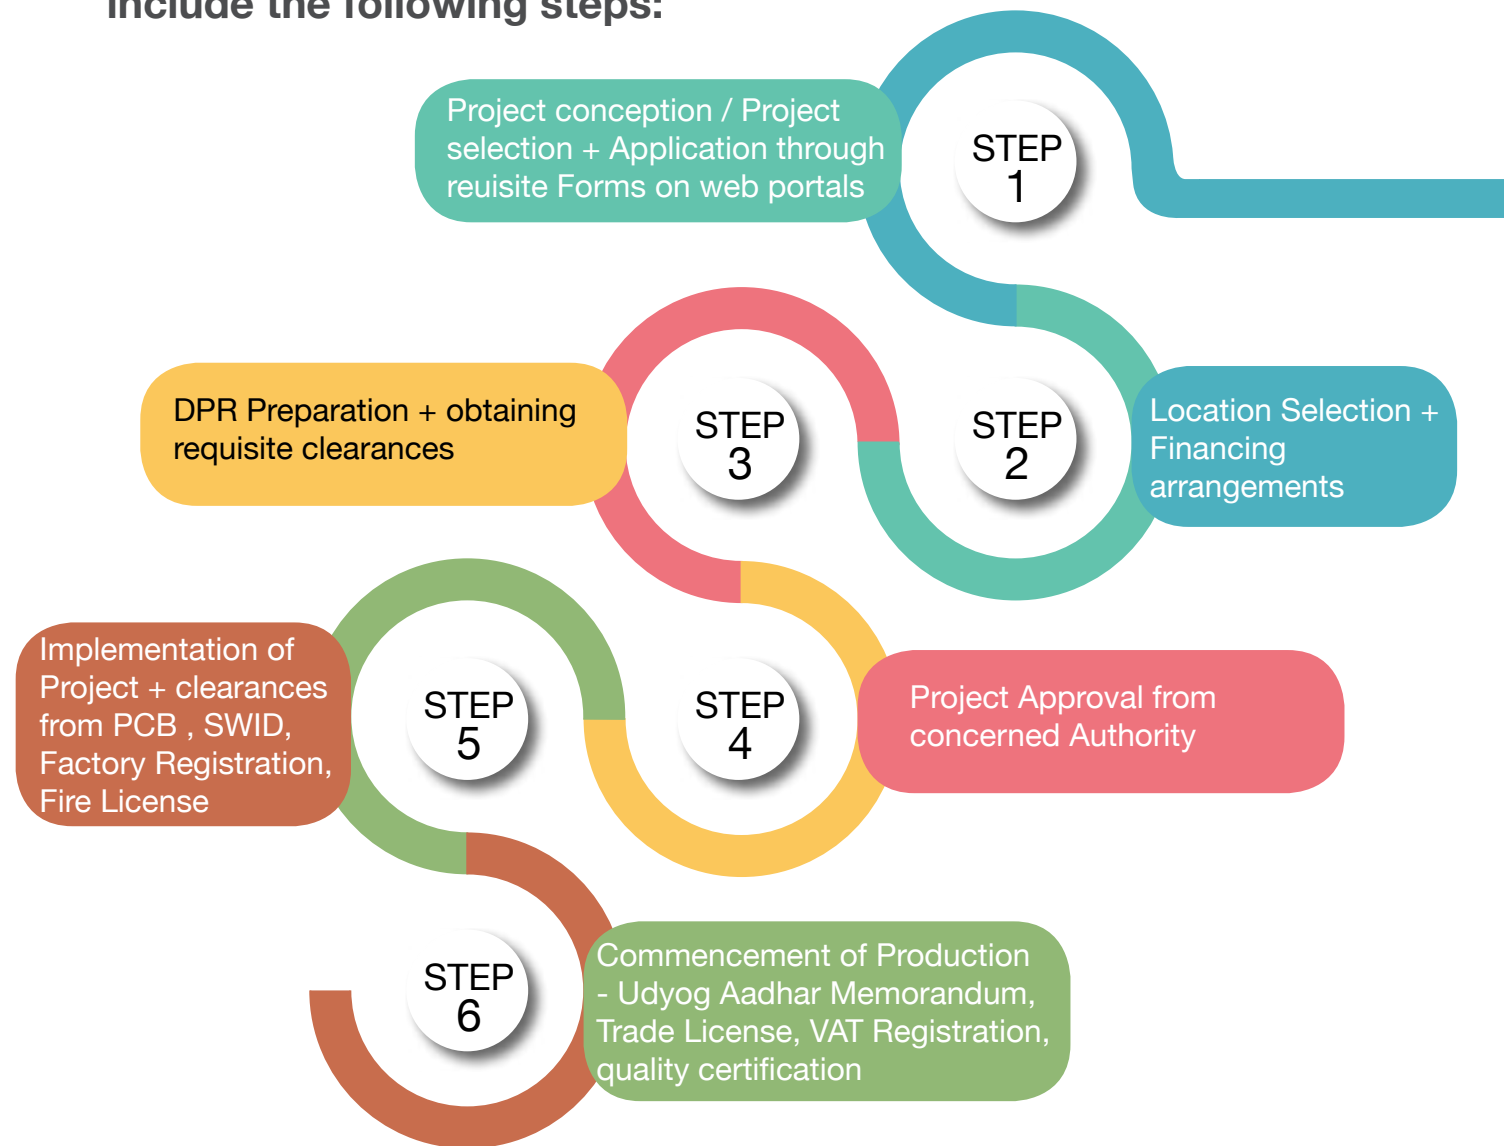 include the following steps:
Project conception / Project
selection + Application through
reuisite Forms on web portals
STEP
1
Location Selection +
Financing
arrangements
STEP
2
DPR Preparation + obtaining
requisite clearances
STEP
3
Project Approval from
concerned Authority
STEP
4
Implementation of
Project + clearances
from PCB , SWID,
Factory Registration,
Fire License
STEP
5
Commencement of Production
- Udyog Aadhar Memorandum,
Trade License, VAT Registration,
quality certification
STEP
6